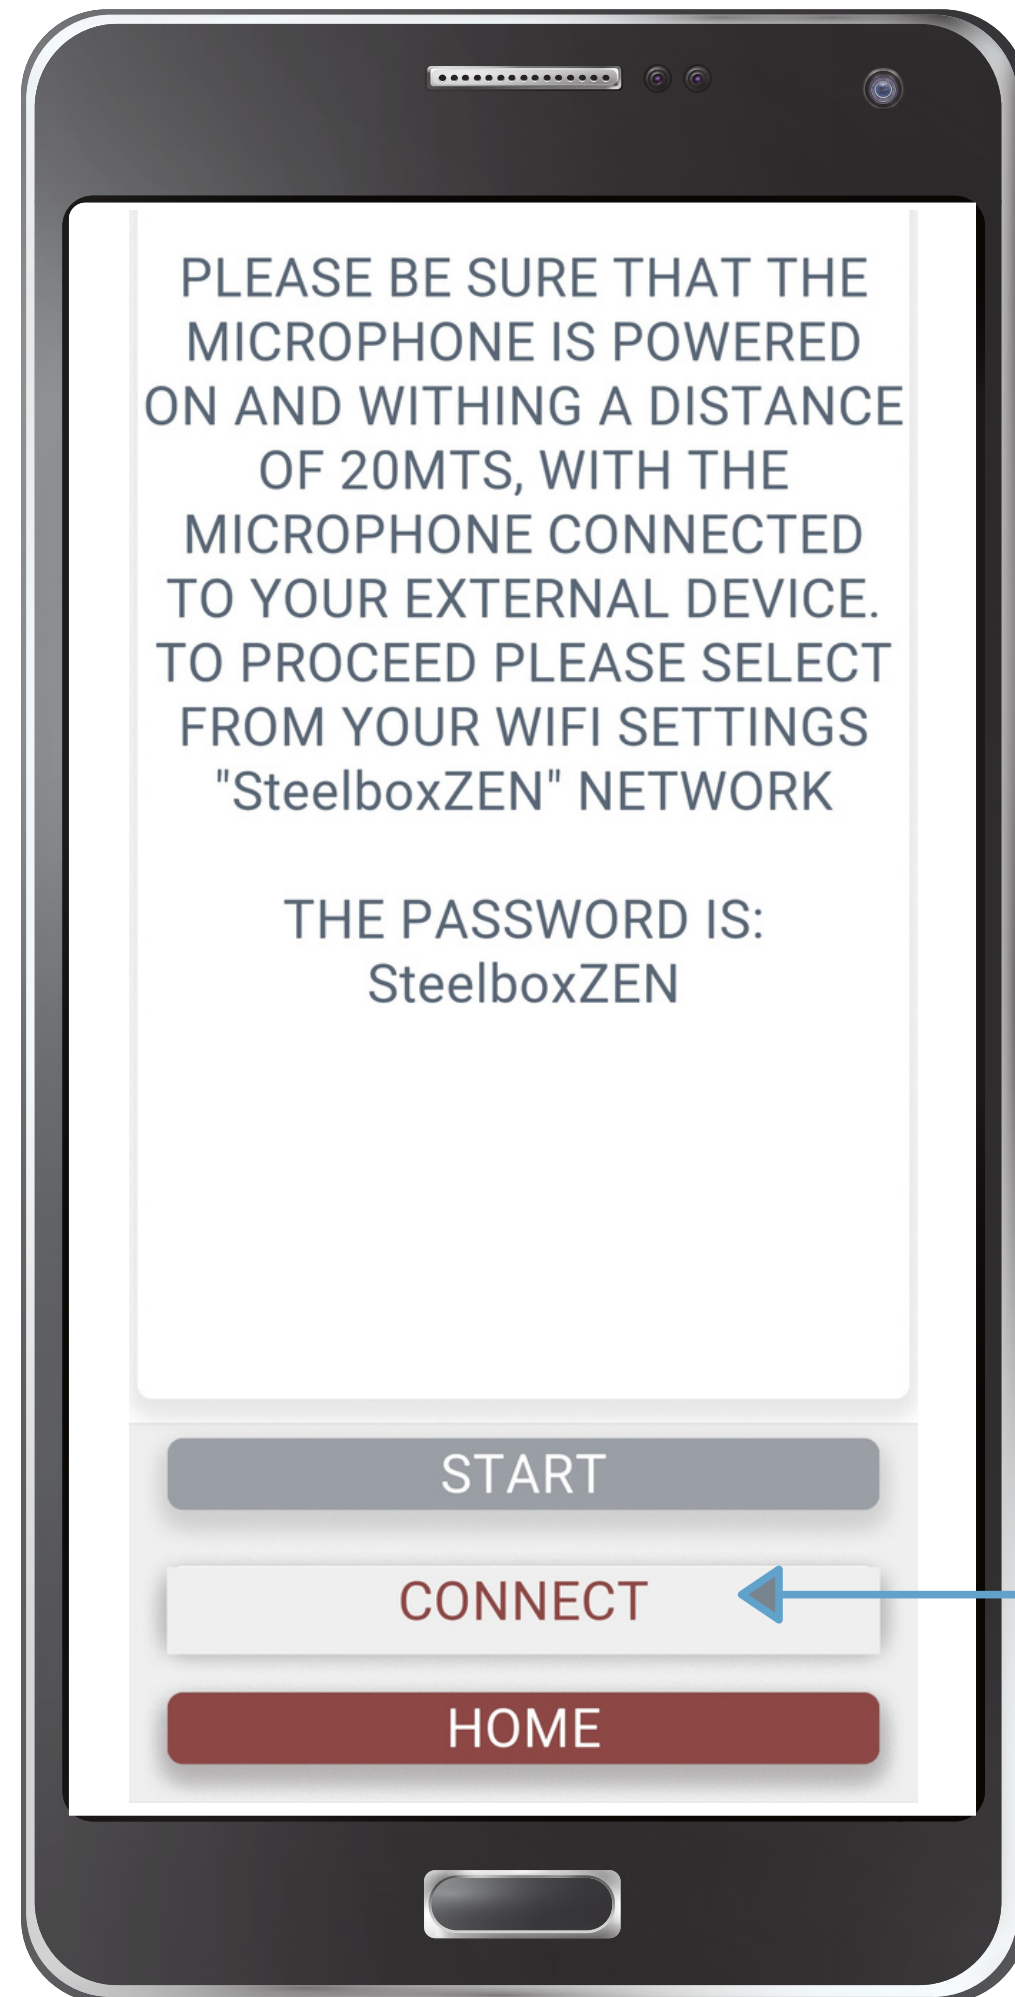 PLEASE BE SURE THAT THE
MICROPHONE IS POWERED
ON AND WITHING A DISTANCE
OF 20MTS, WITH THE
MICROPHONE CONNECTED
TO YOUR EXTERNAL DEVICE.
TO PROCEED PLEASE SELECT
FROM YOUR WIFI SETTINGS
"SteelboxZEN" NETWORK
THE PASSWORD IS:
SteelboxZEN
START
CONNECT
HOME